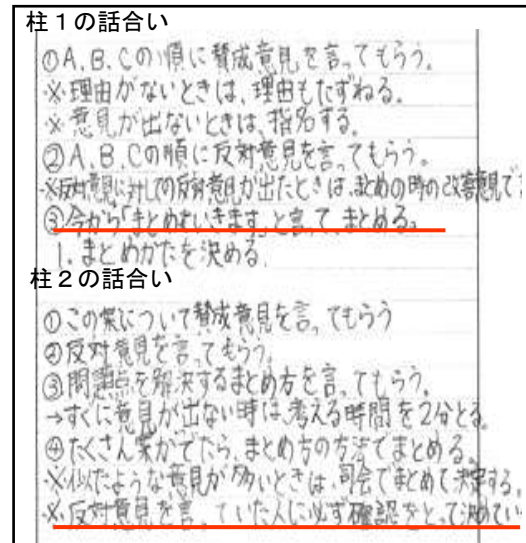 柱１の話合い
①A、B、Cの順に賛成意見を言ってもらう。
※理由がないときは、理由もたずねる。
※意見が出ないときは、指名する。
②A、B、Cの順に反対意見を言ってもらう。
※反対意見に対しての反対意見が出たときは、まとめの時の改善意見で
③今から「まとめにいきます」と言って、まとめる。
1、まとめかたを決める。
柱２の話合い
①この案について賛成意見を言ってもらう
②反対意見を言ってもらう。
③問題点を解決するまとめ方を言ってもらう。
→すぐに意見が出ない時は、考える時間を2分とる
④たくさん案がでたら、まとめ方の方法でまとめる。
※似たような意見が多いときは、司会でまとめて決定する。
※反対意見を言っていた人に必ず確認をとって決めてい